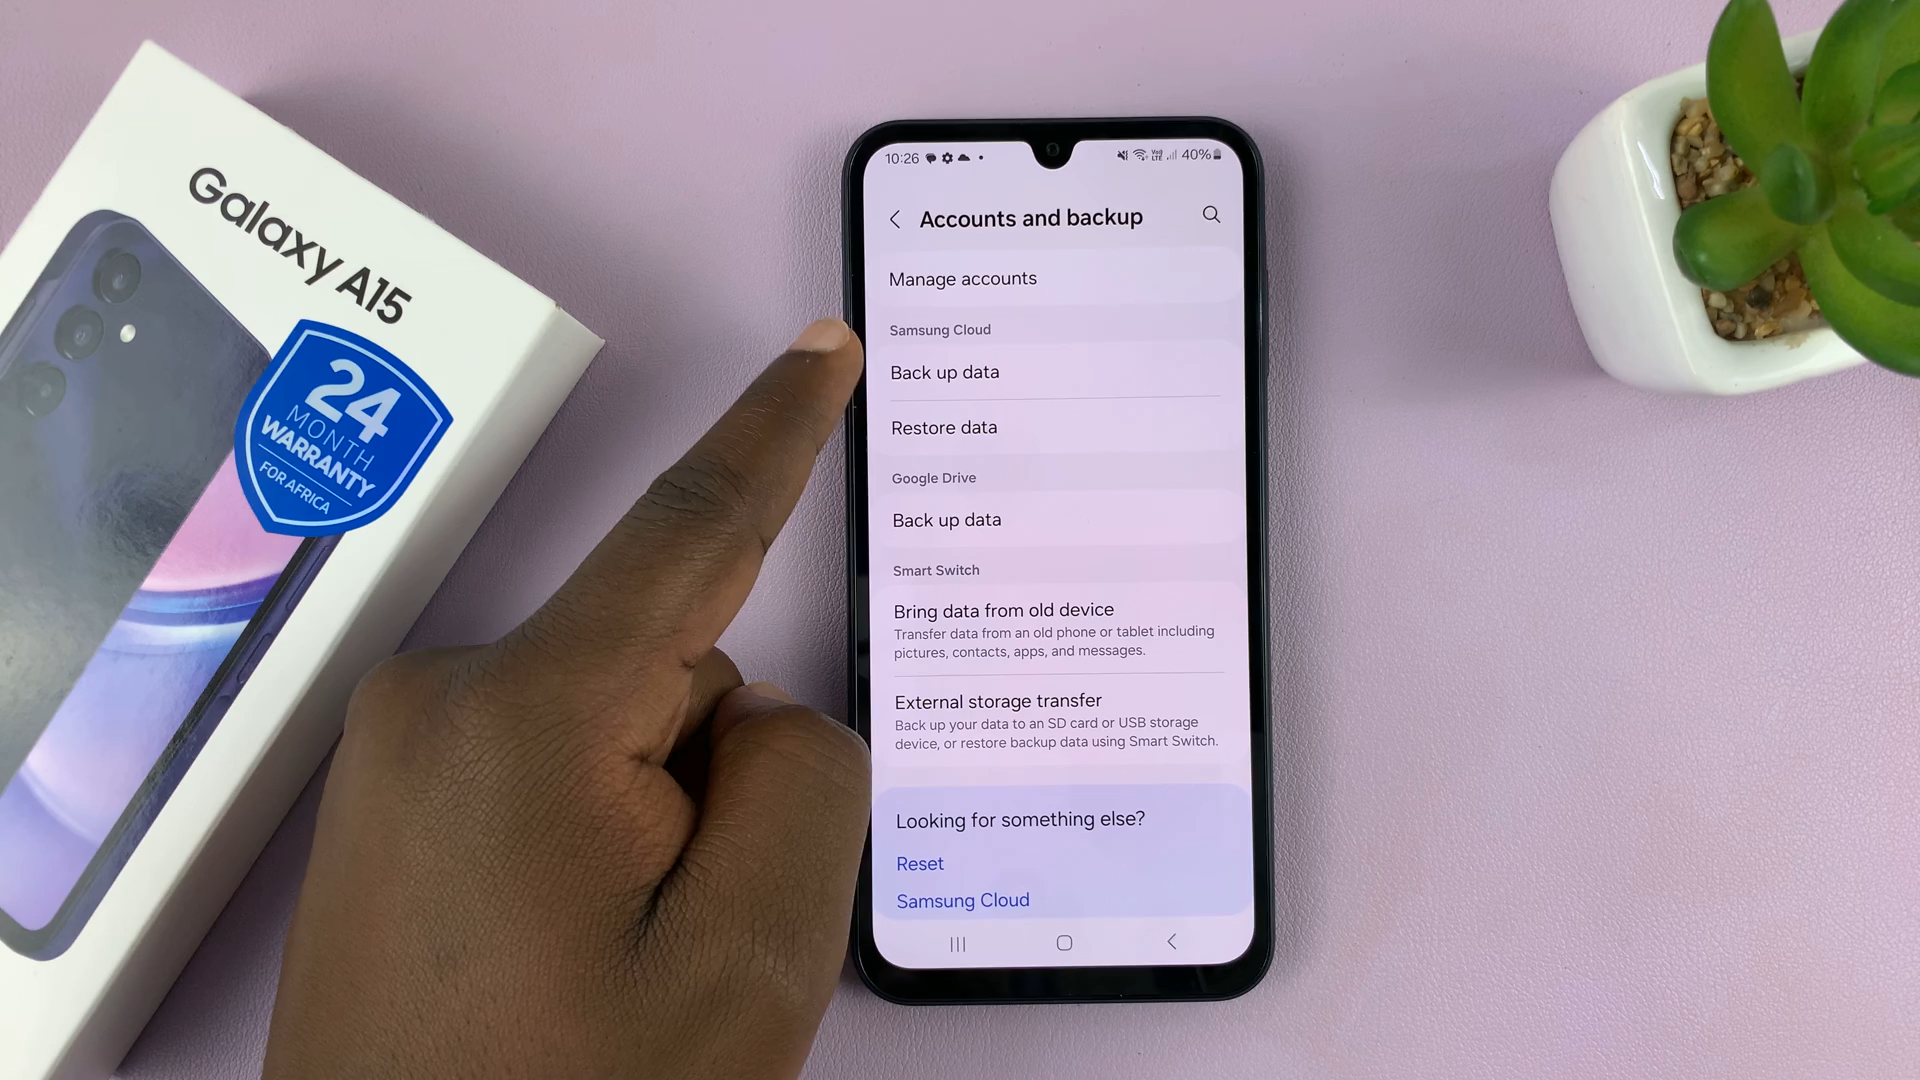 Galaxy A15
24
MONTH
WARRANTY
FOR AFRICA
10:26
40%
Accounts and backup
Manage accounts
Samsung Cloud
Back up data
Restore data
Google Drive
Back up data
Smart Switch
Bring data from old device
Transfer data from an old phone or tablet including
pictures, contacts, apps, and messages.
External storage transfer
Back up your data to an SD card or USB storage
device, or restore backup data using Smart Switch.
Looking for something else?
Reset
Samsung Cloud